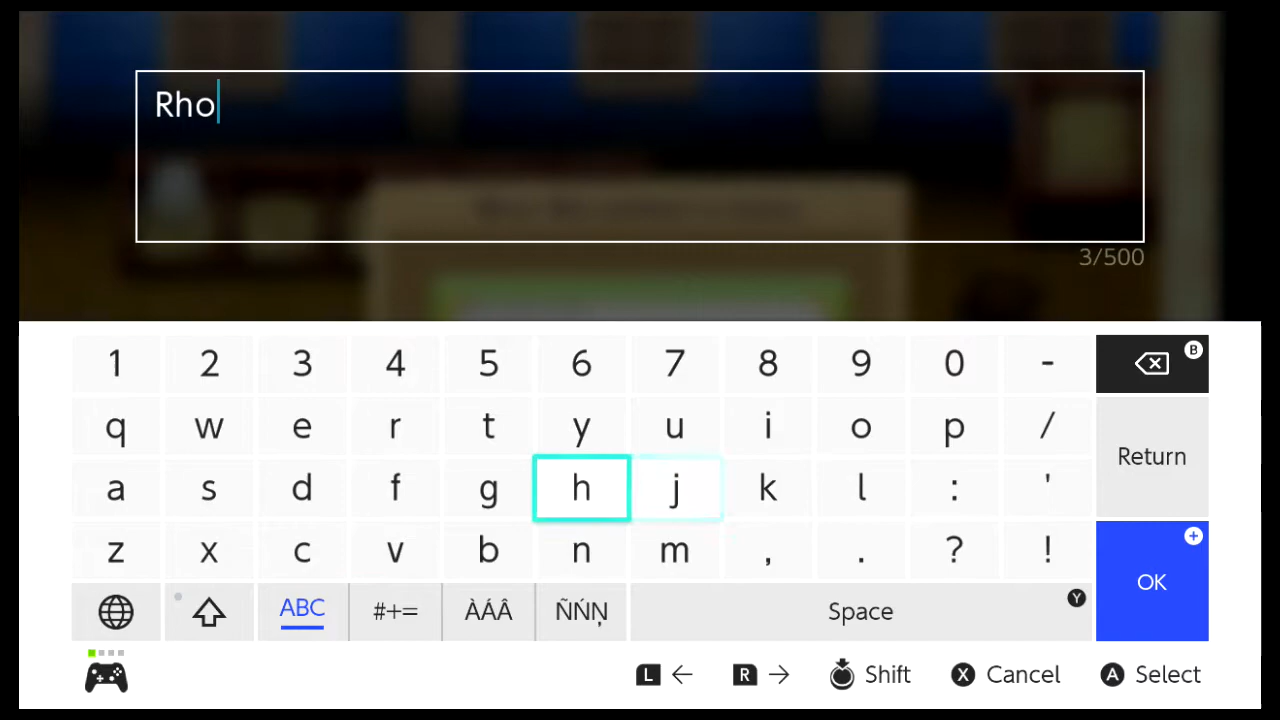 Rho
3/500
1 2 3 4 5 6 7 8 9 0 - B
q w e r t y u i o p / Return
a s d f g h j k l : '
z x c v b n m , . ? ! + OK
ABC #+= ÀÁÂ ÑŃŅ Space Y
L ← R → Shift X Cancel A Select